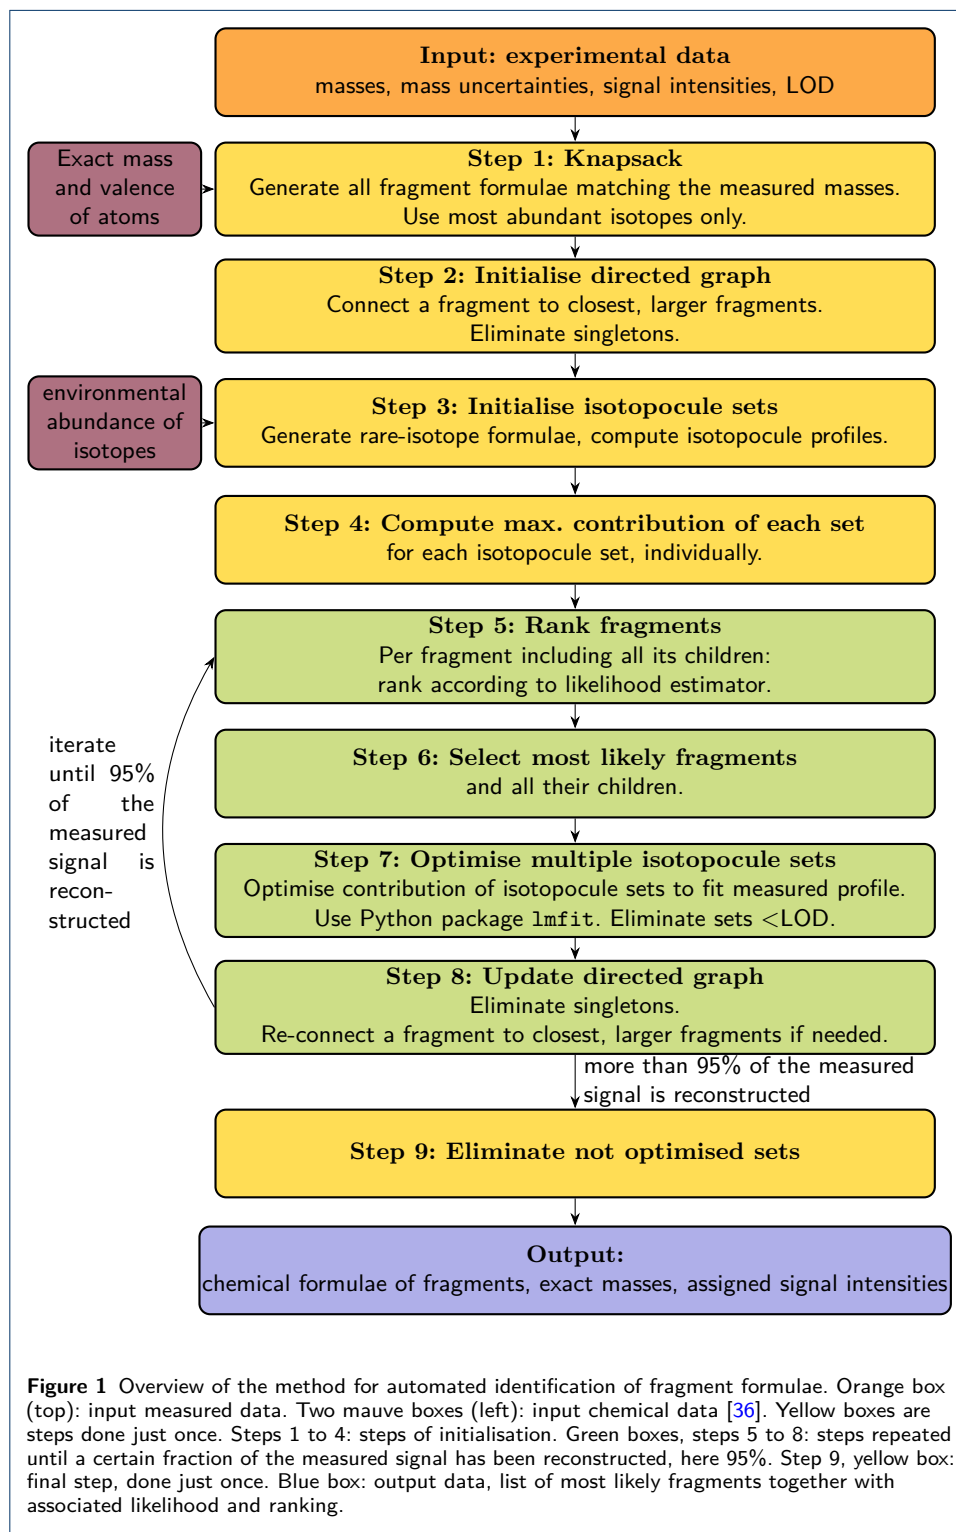 Input: experimental data
masses, mass uncertainties, signal intensities, LOD
Exact mass
and valence
of atoms
Step 1: Knapsack
Generate all fragment formulae matching the measured masses.
Use most abundant isotopes only.
Step 2: Initialise directed graph
Connect a fragment to closest, larger fragments.
Eliminate singletons.
environmental
abundance of
isotopes
Step 3: Initialise isotopocule sets
Generate rare-isotope formulae, compute isotopocule profiles.
Step 4: Compute max. contribution of each set
for each isotopocule set, individually.
Step 5: Rank fragments
Per fragment including all its children:
rank according to likelihood estimator.
iterate
until 95%
of the
measured
signal is
recon-
structed
Step 6: Select most likely fragments
and all their children.
Step 7: Optimise multiple isotopocule sets
Optimise contribution of isotopocule sets to fit measured profile.
Use Python package lmfit. Eliminate sets <LOD.
Step 8: Update directed graph
Eliminate singletons.
Re-connect a fragment to closest, larger fragments if needed.
more than 95% of the measured
signal is reconstructed
Step 9: Eliminate not optimised sets
Output:
chemical formulae of fragments, exact masses, assigned signal intensities
Figure 1 Overview of the method for automated identification of fragment formulae. Orange box
(top): input measured data. Two mauve boxes (left): input chemical data [36]. Yellow boxes are
steps done just once. Steps 1 to 4: steps of initialisation. Green boxes, steps 5 to 8: steps repeated
until a certain fraction of the measured signal has been reconstructed, here 95%. Step 9, yellow box:
final step, done just once. Blue box: output data, list of most likely fragments together with
associated likelihood and ranking.